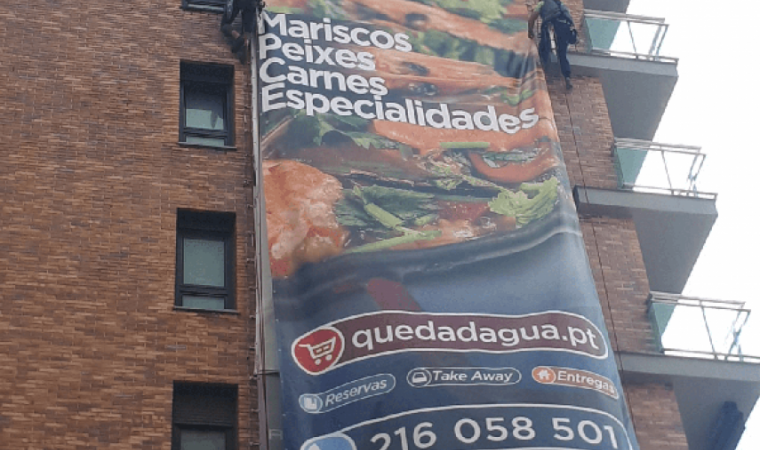 Mariscos
Peixes
Carnes
Especialidades
quedadagua.pt
Reservas
Take Away
Entregas
216 058 501